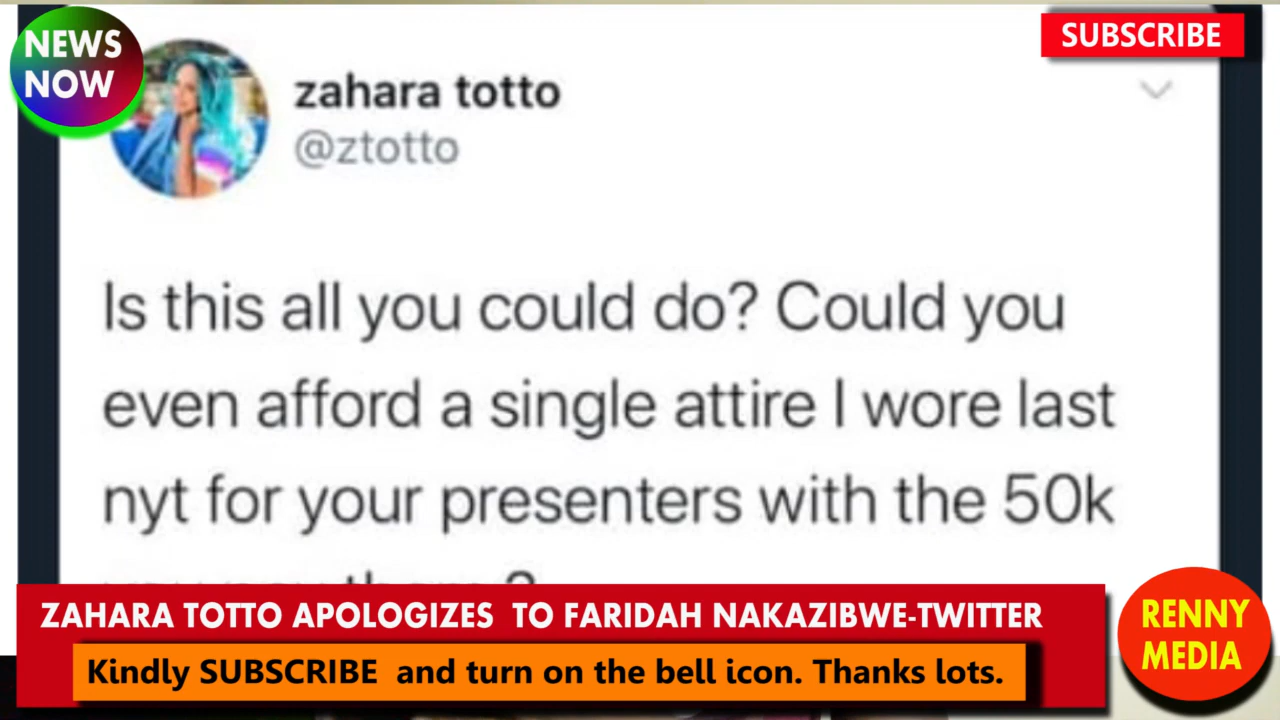 NEWS
NOW
SUBSCRIBE
zahara totto
@ztotto
Is this all you could do? Could you
even afford a single attire I wore last
nyt for your presenters with the 50k
ZAHARA TOTTO APOLOGIZES TO FARIDAH NAKAZIBWE-TWITTER
Kindly SUBSCRIBE and turn on the bell icon. Thanks lots.
RENNY
MEDIA